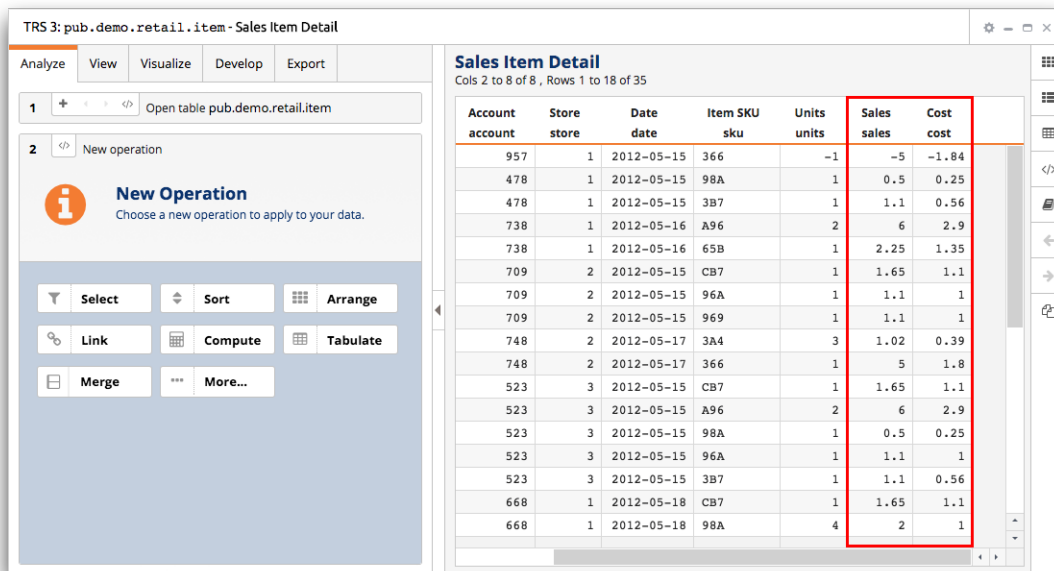 TRS 3: pub.demo.retail.item - Sales Item Detail
Analyze View Visualize Develop Export
1 + ‹ › </> Open table pub.demo.retail.item
2 </> New operation
New Operation
Choose a new operation to apply to your data.
Select Sort Arrange
Link Compute Tabulate
Merge More...
Sales Item Detail
Cols 2 to 8 of 8 , Rows 1 to 18 of 35
Account Store Date Item SKU Units Sales Cost
account store date sku units sales cost
957 1 2012-05-15 366 -1 -5 -1.84
478 1 2012-05-15 98A 1 0.5 0.25
478 1 2012-05-15 3B7 1 1.1 0.56
738 1 2012-05-16 A96 2 6 2.9
738 1 2012-05-16 65B 1 2.25 1.35
709 2 2012-05-15 CB7 1 1.65 1.1
709 2 2012-05-15 96A 1 1.1 1
709 2 2012-05-15 969 1 1.1 1
748 2 2012-05-17 3A4 3 1.02 0.39
748 2 2012-05-17 366 1 5 1.8
523 3 2012-05-15 CB7 1 1.65 1.1
523 3 2012-05-15 A96 2 6 2.9
523 3 2012-05-15 98A 1 0.5 0.25
523 3 2012-05-15 96A 1 1.1 1
523 3 2012-05-15 3B7 1 1.1 0.56
668 1 2012-05-18 CB7 1 1.65 1.1
668 1 2012-05-18 98A 4 2 1